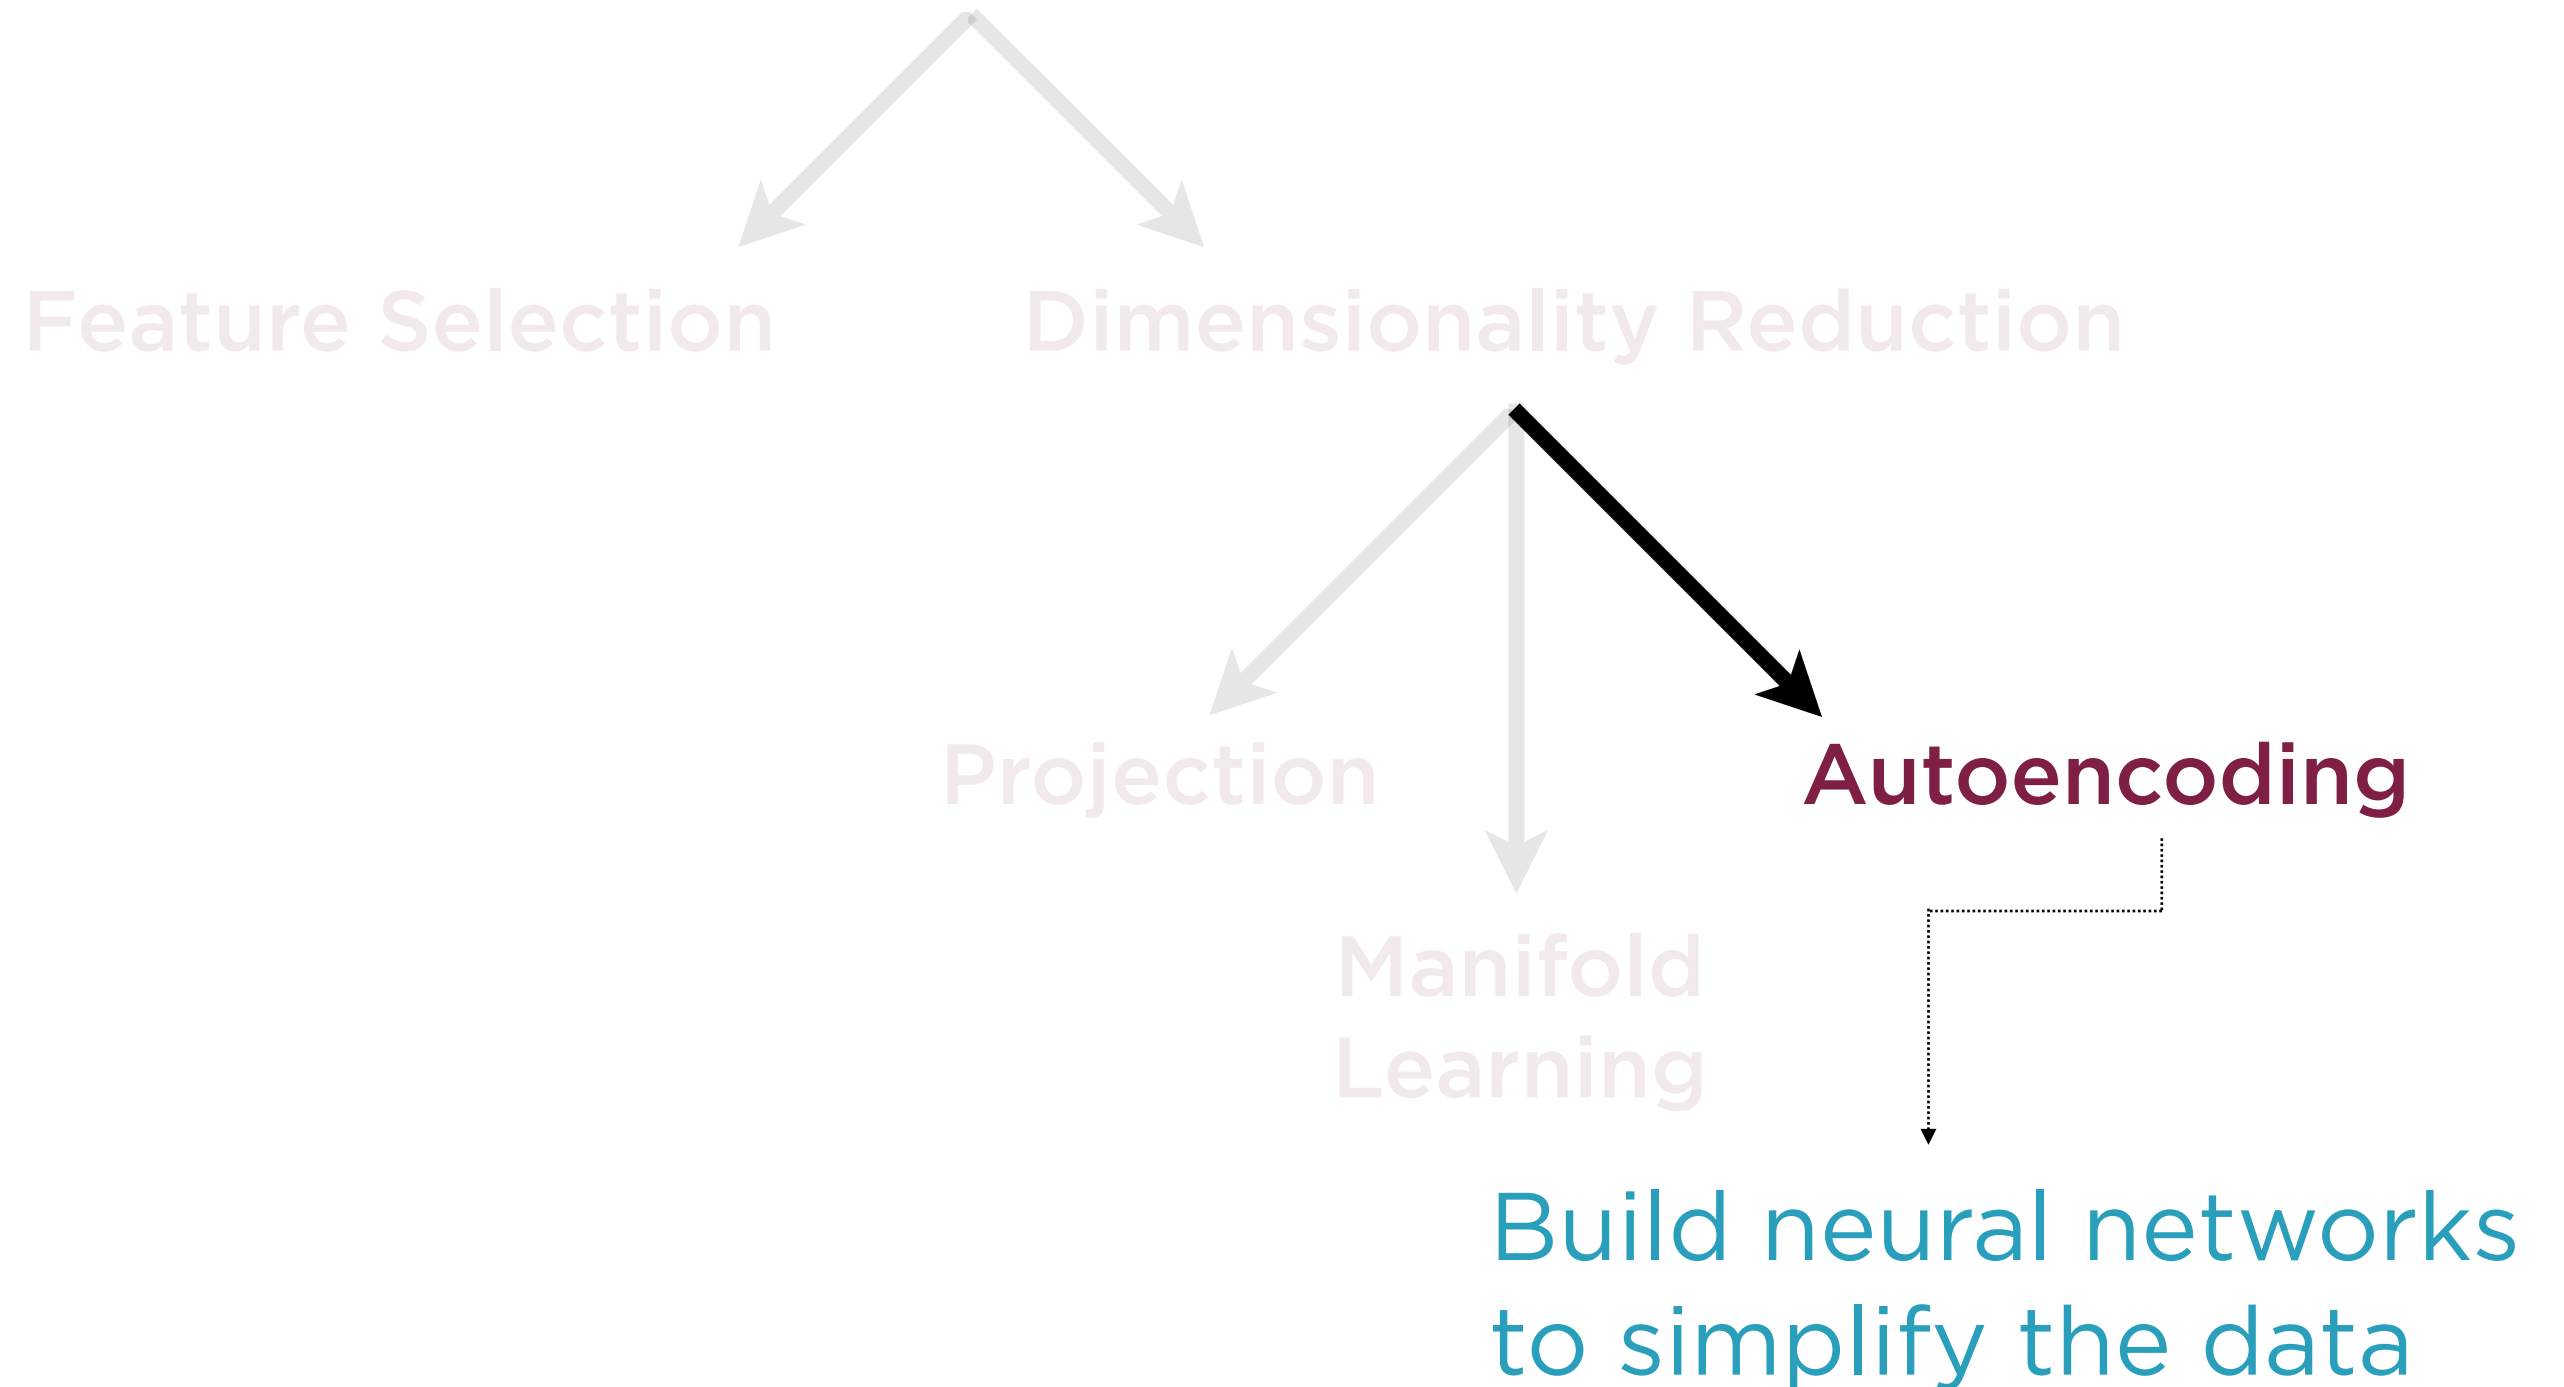 Feature Selection
Dimensionality Reduction
Projection
Autoencoding
Manifold
Learning
Build neural networks
to simplify the data